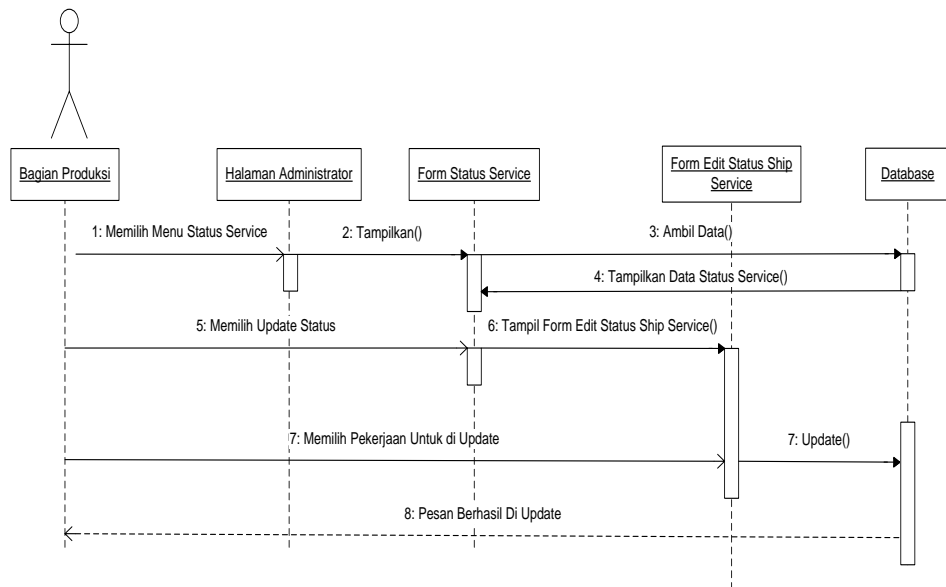 Bagian Produksi
Halaman Administrator
Form Status Service
Form Edit Status Ship
Service
Database
1: Memilih Menu Status Service
2: Tampilkan()
3: Ambil Data()
4: Tampilkan Data Status Service()
5: Memilih Update Status
6: Tampil Form Edit Status Ship Service()
7: Memilih Pekerjaan Untuk di Update
7: Update()
8: Pesan Berhasil Di Update